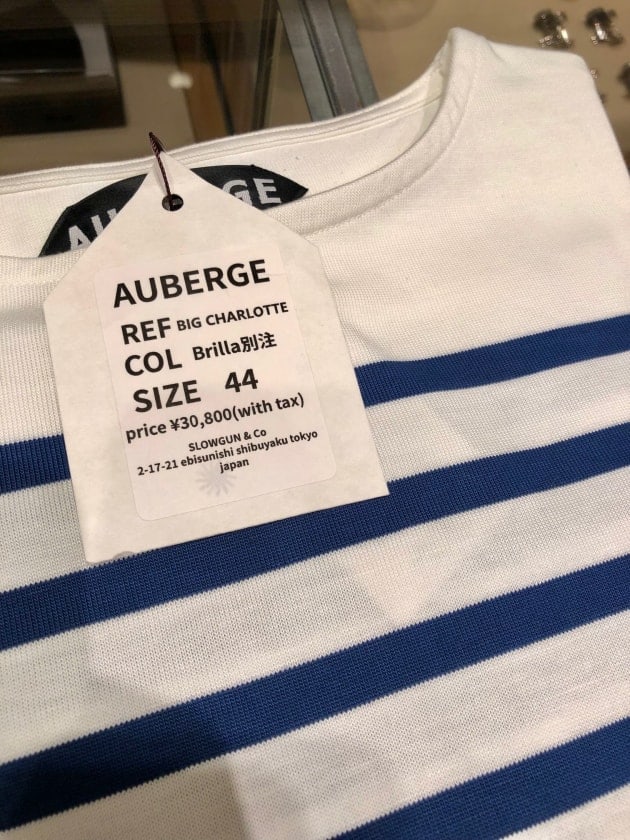 AUBERGE
AUBERGE
REF BIG CHARLOTTE
COL Brilla別注
SIZE 44
price ¥30,800(with tax)
SLOWGUN & Co
2-17-21 ebisunishi shibuyaku tokyo
japan